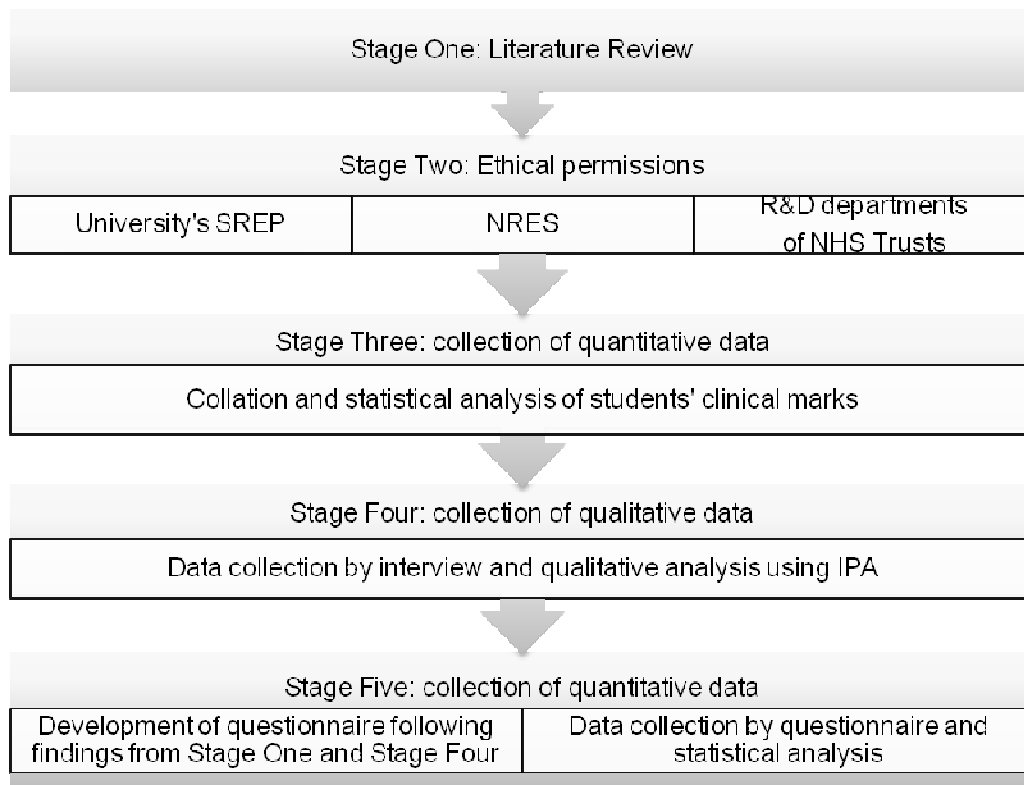 Stage One: Literature Review
Stage Two: Ethical permissions
University's SREP
NRES
R&D departments
of NHS Trusts
Stage Three: collection of quantitative data
Collation and statistical analysis of students' clinical marks
Stage Four: collection of qualitative data
Data collection by interview and qualitative analysis using IPA
Stage Five: collection of quantitative data
Development of questionnaire following
findings from Stage One and Stage Four
Data collection by questionnaire and
statistical analysis